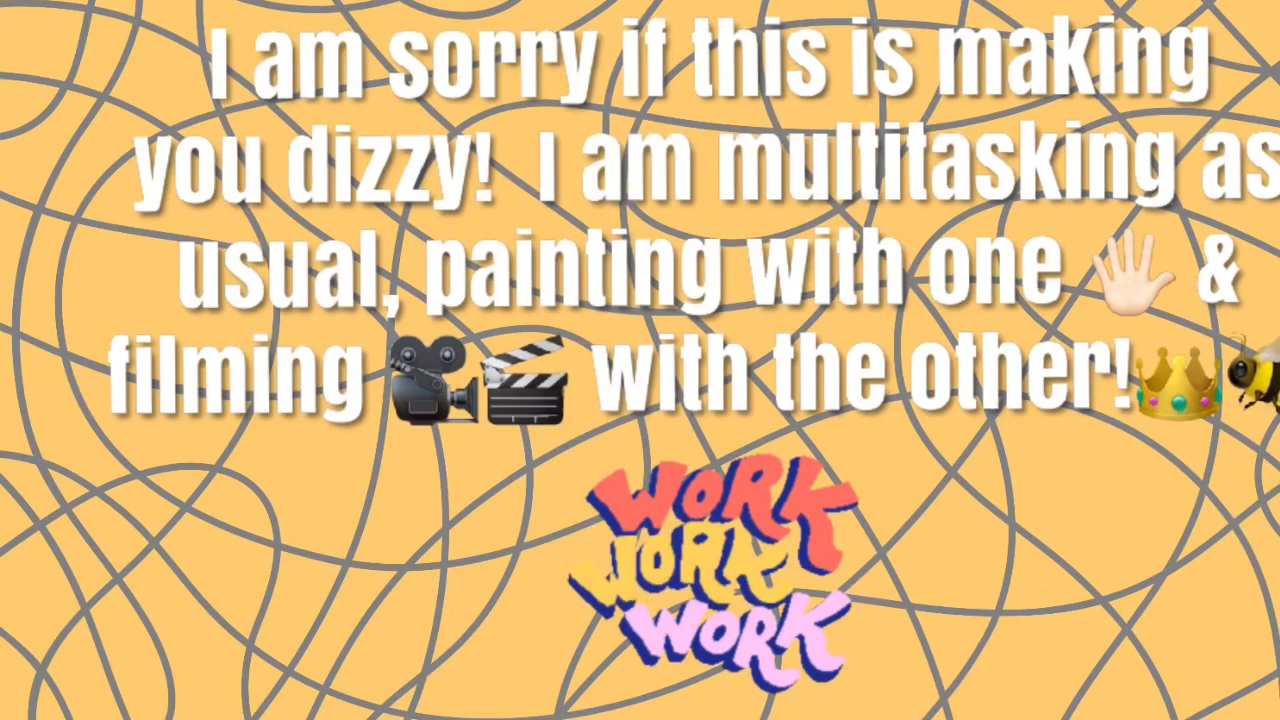 I am sorry if this is making
you dizzy! I am multitasking as
usual, painting with one 🖐🏻 &
filming 🎥🎬 with the other!👑🐝
WORK
WORK
WORK